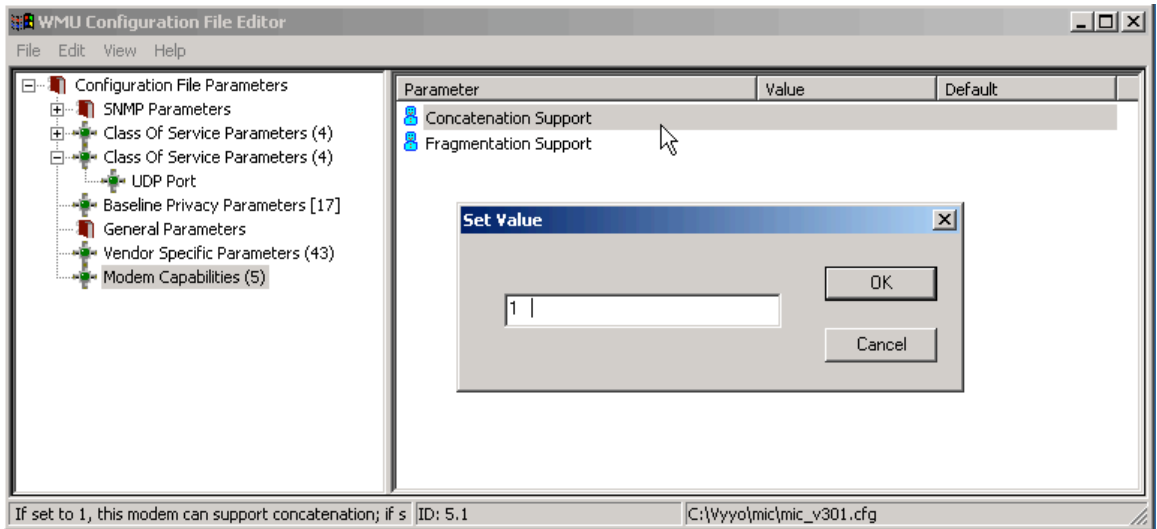 WMU Configuration File Editor
File Edit View Help
Configuration File Parameters
SNMP Parameters
Class Of Service Parameters (4)
Class Of Service Parameters (4)
UDP Port
Baseline Privacy Parameters [17]
General Parameters
Vendor Specific Parameters (43)
Modem Capabilities (5)
Parameter Value Default
Concatenation Support
Fragmentation Support
Set Value
1
OK
Cancel
If set to 1, this modem can support concatenation; if s ID: 5.1 C:\Vyyo\mic\mic_v301.cfg